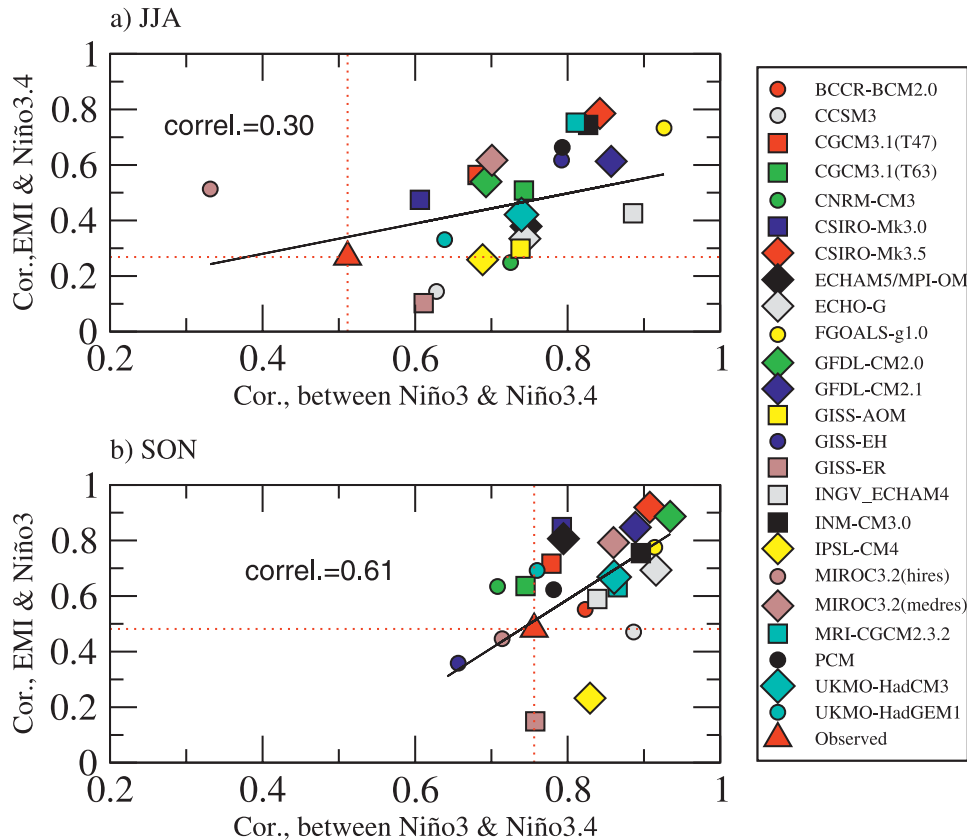 a) JJA
1
0.8
0.6
0.4
0.2
0
Cor.,EMI & Niño3.4
correl.=0.30
0.2 0.4 0.6 0.8 1
Cor., between Niño3 & Niño3.4
b) SON
1
0.8
0.6
0.4
0.2
0
Cor., EMI & Niño3
correl.=0.61
0.2 0.4 0.6 0.8 1
Cor., between Niño3 & Niño3.4
BCCR-BCM2.0
CCSM3
CGCM3.1(T47)
CGCM3.1(T63)
CNRM-CM3
CSIRO-Mk3.0
CSIRO-Mk3.5
ECHAM5/MPI-OM
ECHO-G
FGOALS-g1.0
GFDL-CM2.0
GFDL-CM2.1
GISS-AOM
GISS-EH
GISS-ER
INGV_ECHAM4
INM-CM3.0
IPSL-CM4
MIROC3.2(hires)
MIROC3.2(medres)
MRI-CGCM2.3.2
PCM
UKMO-HadCM3
UKMO-HadGEM1
Observed